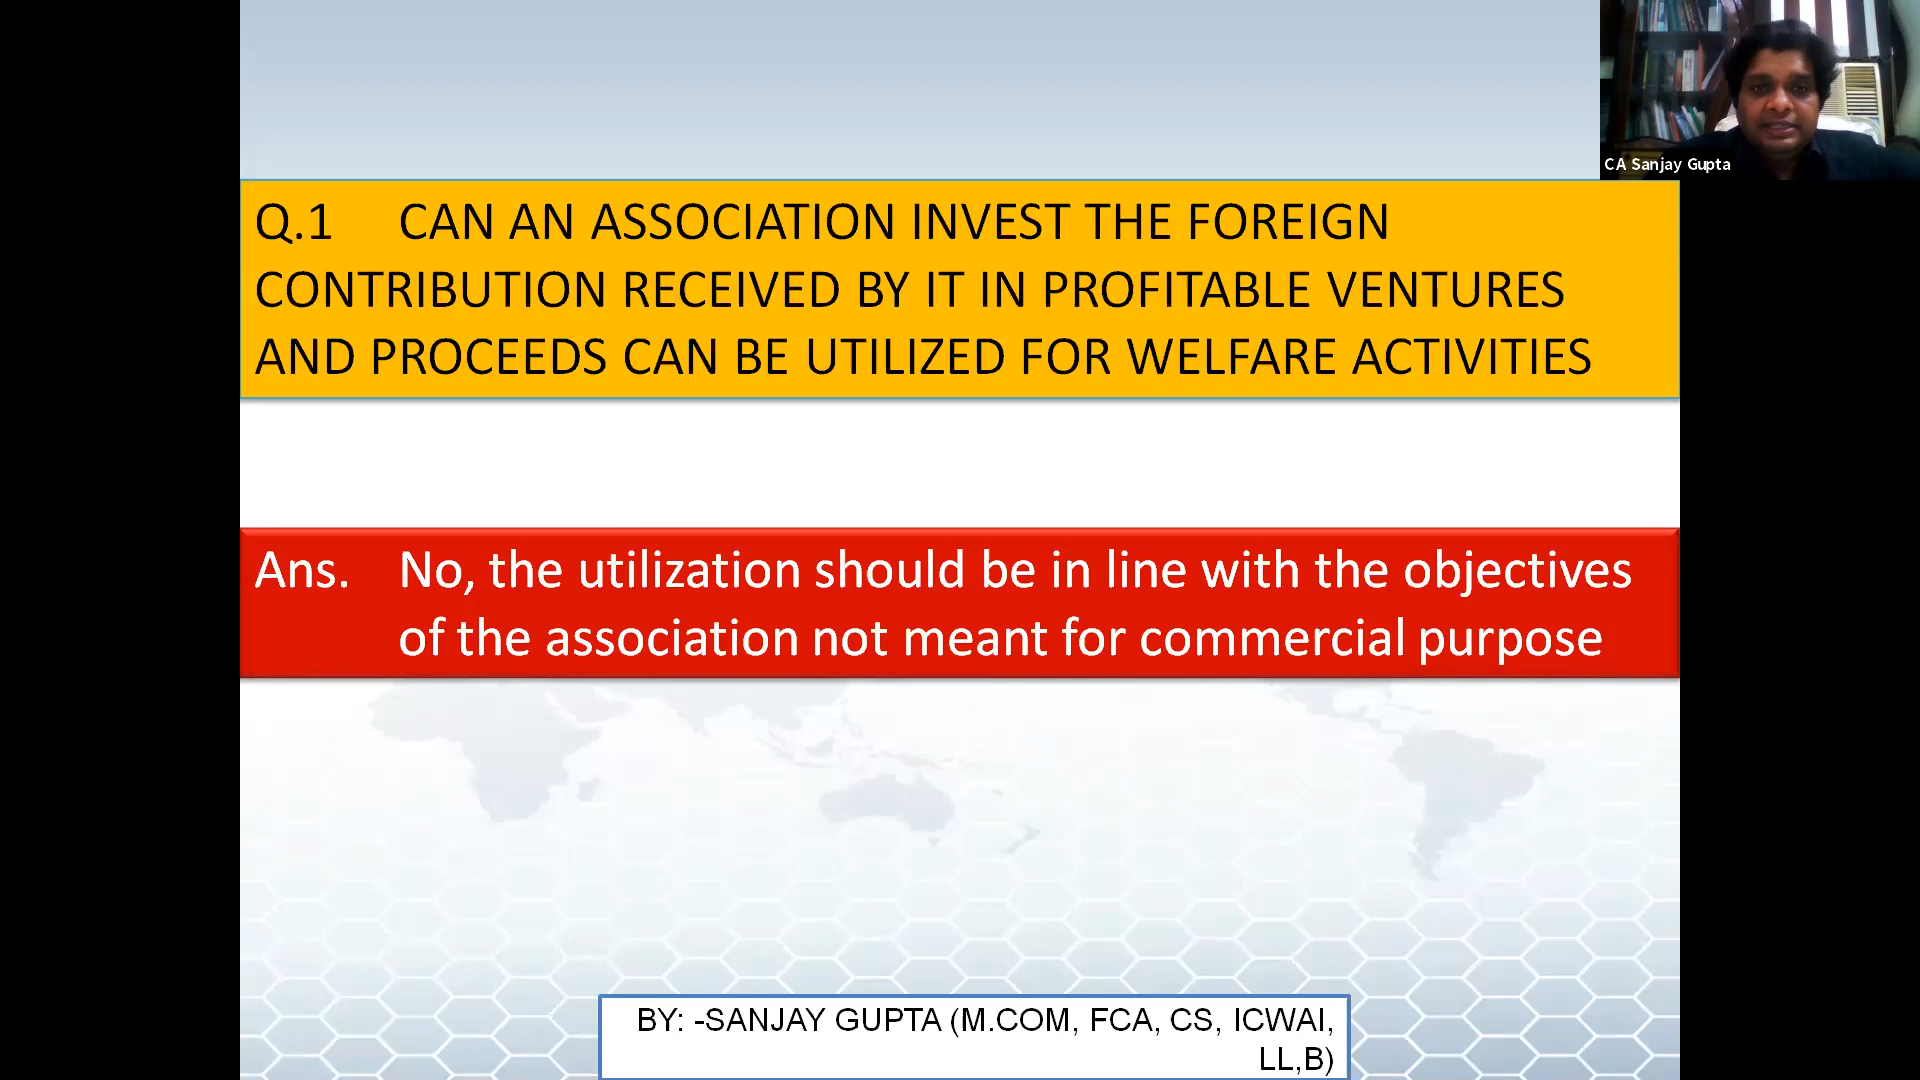 CA Sanjay Gupta
Q.1 CAN AN ASSOCIATION INVEST THE FOREIGN
CONTRIBUTION RECEIVED BY IT IN PROFITABLE VENTURES
AND PROCEEDS CAN BE UTILIZED FOR WELFARE ACTIVITIES
Ans. No, the utilization should be in line with the objectives
of the association not meant for commercial purpose
BY: -SANJAY GUPTA (M.COM, FCA, CS, ICWAI,
LL,B)